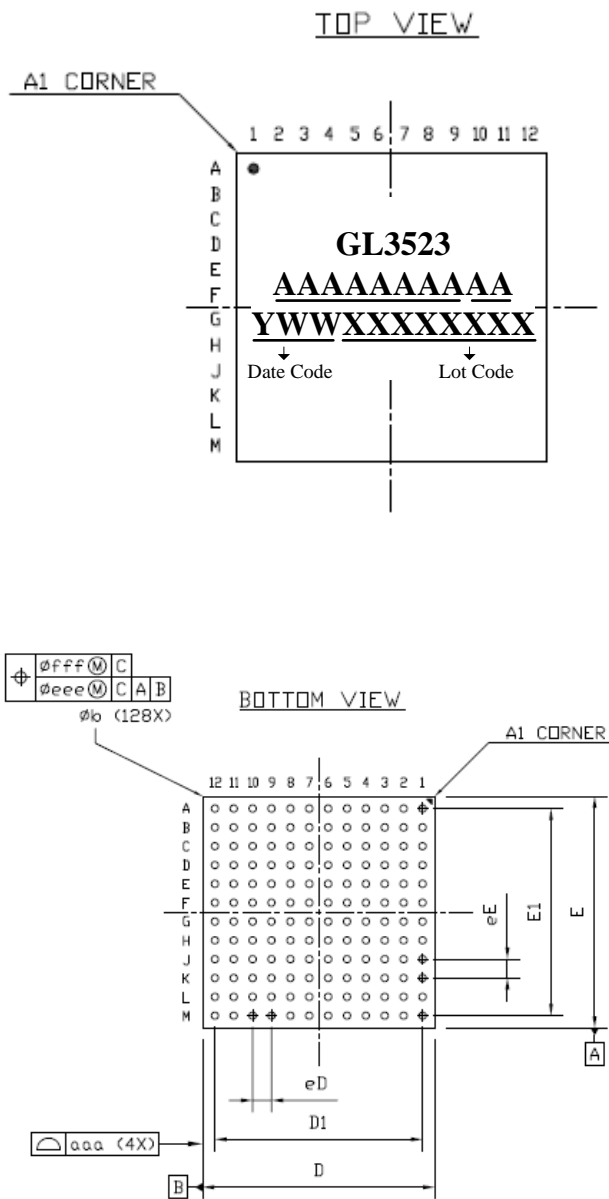 TOP VIEW
A1 CORNER
1 2 3 4 5 6 7 8 9 10 11 12
A
B
C
D
E
F
G
H
J
K
L
M
GL3523
AAAAAAAAAA
YWWXXXXXXXX
Date Code
Lot Code
⌖ øfffⓂ C
øeeeⓂ C A B
øb (128X)
BOTTOM VIEW
A1 CORNER
12 11 10 9 8 7 6 5 4 3 2 1
A
B
C
D
E
F
G
H
J
K
L
M
eE
E1
E
A
eD
D1
aaa (4X)
D
B